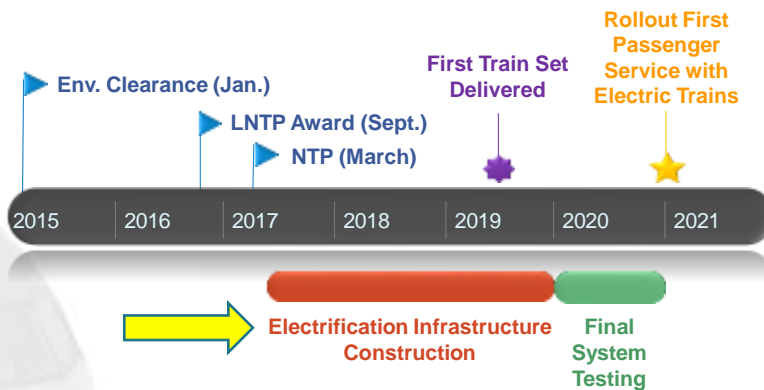 Rollout First
Passenger
Service with
Electric Trains
First Train Set
Delivered
Env. Clearance (Jan.)
LNTP Award (Sept.)
NTP (March)
2015 2016 2017 2018 2019 2020 2021
Electrification Infrastructure
Construction
Final
System
Testing